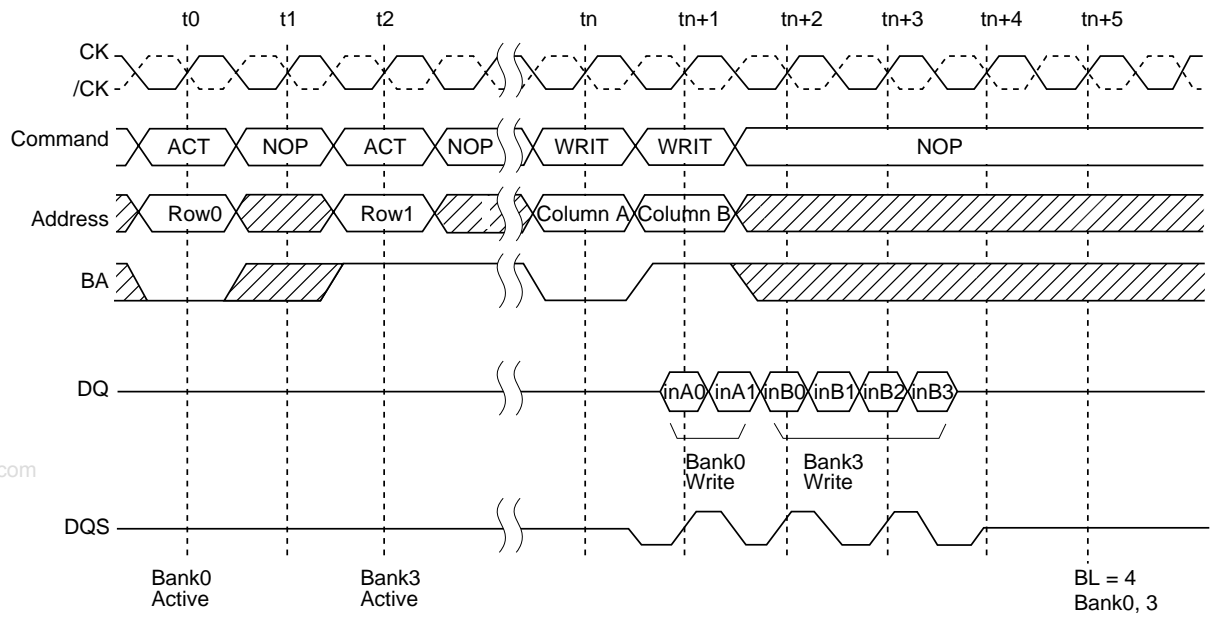 t0 t1 t2 tn tn+1 tn+2 tn+3 tn+4 tn+5
CK
/CK
Command ACT NOP ACT NOP WRIT WRIT NOP
Address Row0 Row1 Column A Column B
BA
DQ inA0 inA1 inB0 inB1 inB2 inB3
Bank0 Bank3
Write Write
com
DQS
Bank0 Bank3 BL = 4
Active Active Bank0, 3